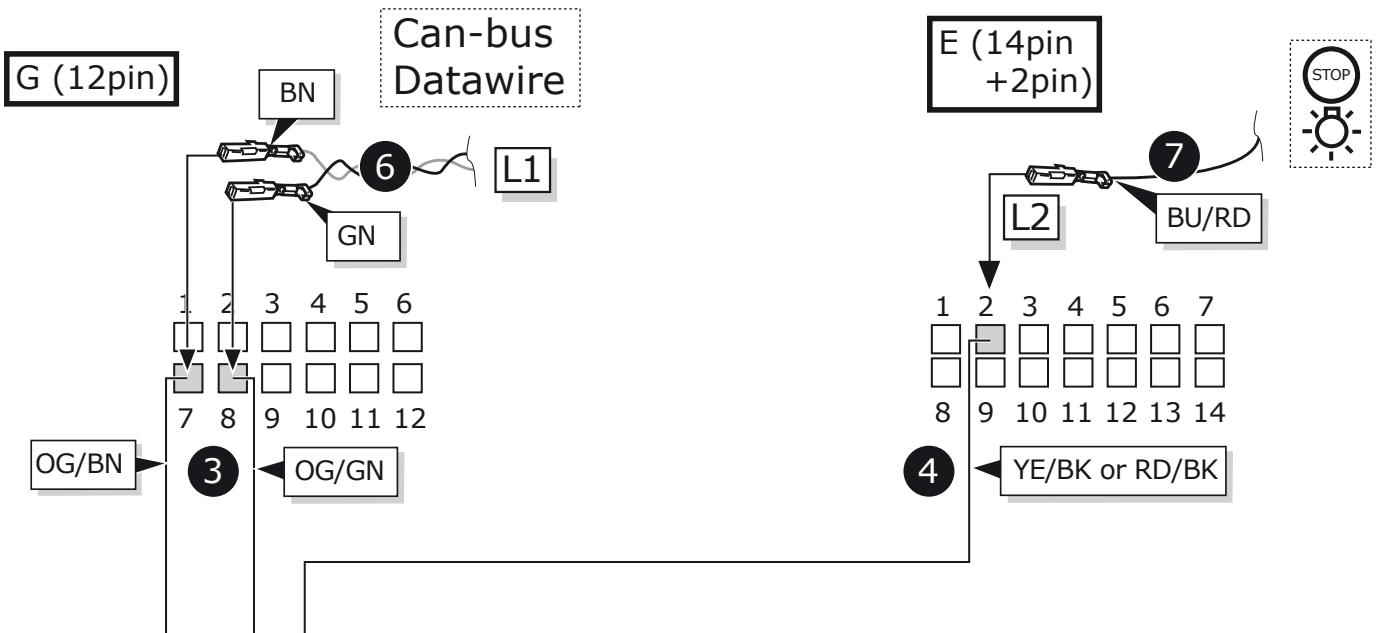 G (12pin)
Can-bus
Datawire
BN
6
L1
GN
1 2 3 4 5 6
7 8 9 10 11 12
OG/BN
3
OG/GN
E (14pin
+2pin)
STOP
7
L2
BU/RD
1 2 3 4 5 6 7
8 9 10 11 12 13 14
4
YE/BK or RD/BK